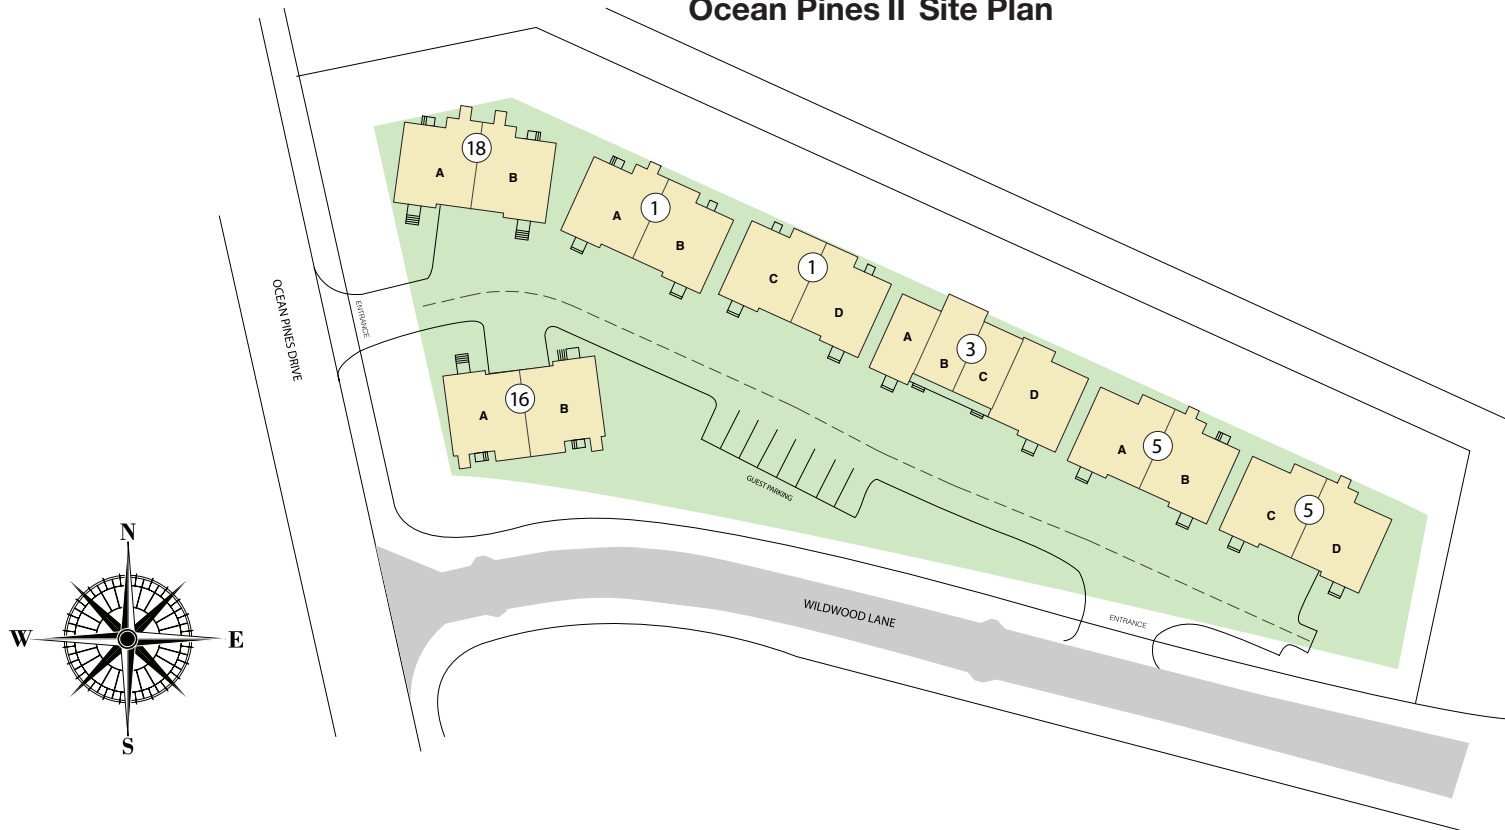 Ocean Pines II Site Plan
18
A
B
1
A
B
1
C
D
3
A
B
C
D
5
A
B
5
C
D
16
A
B
OCEAN PINES DRIVE
ENTRANCE
GUEST PARKING
WILDWOOD LANE
ENTRANCE
N
W
E
S